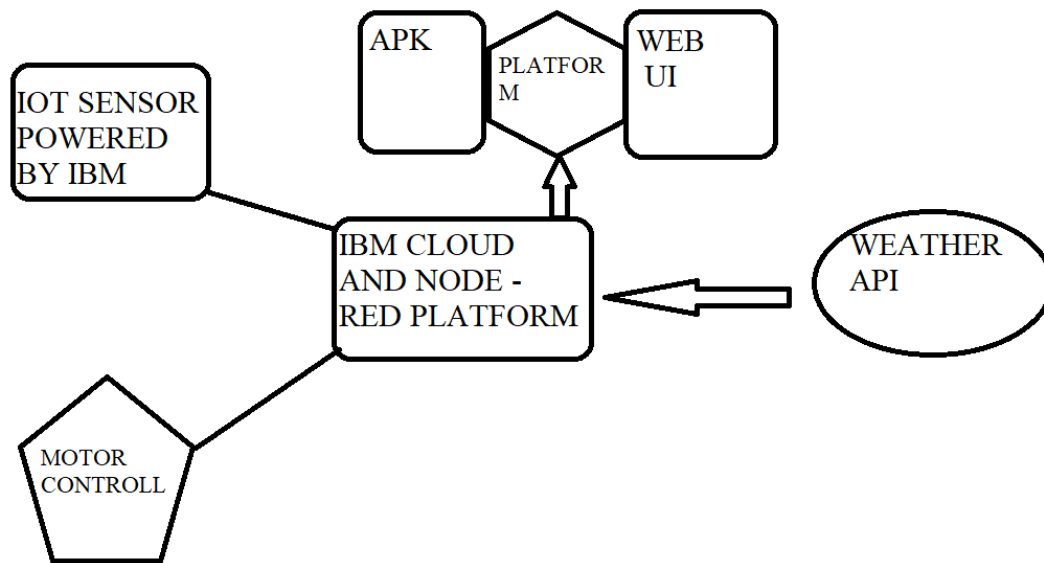 APK
PLATFOR
M
WEB
UI
IOT SENSOR
POWERED
BY IBM
IBM CLOUD
AND NODE -
RED PLATFORM
WEATHER
API
MOTOR
CONTROLL